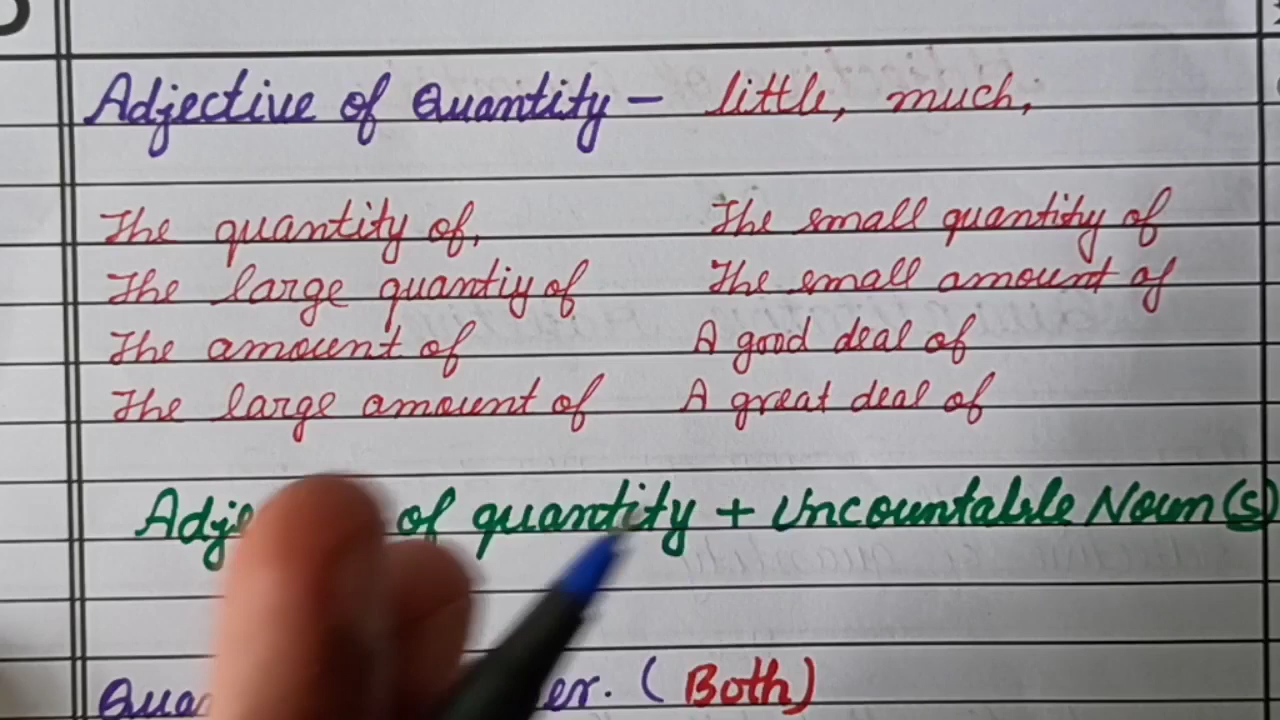 Adjective of Quantity – little, much,
The quantity of, The small quantity of
The large quantiy of The small amount of
The amount of A good deal of
The large amount of A great deal of
of quantity + Uncountable Noun(s)
(Both)